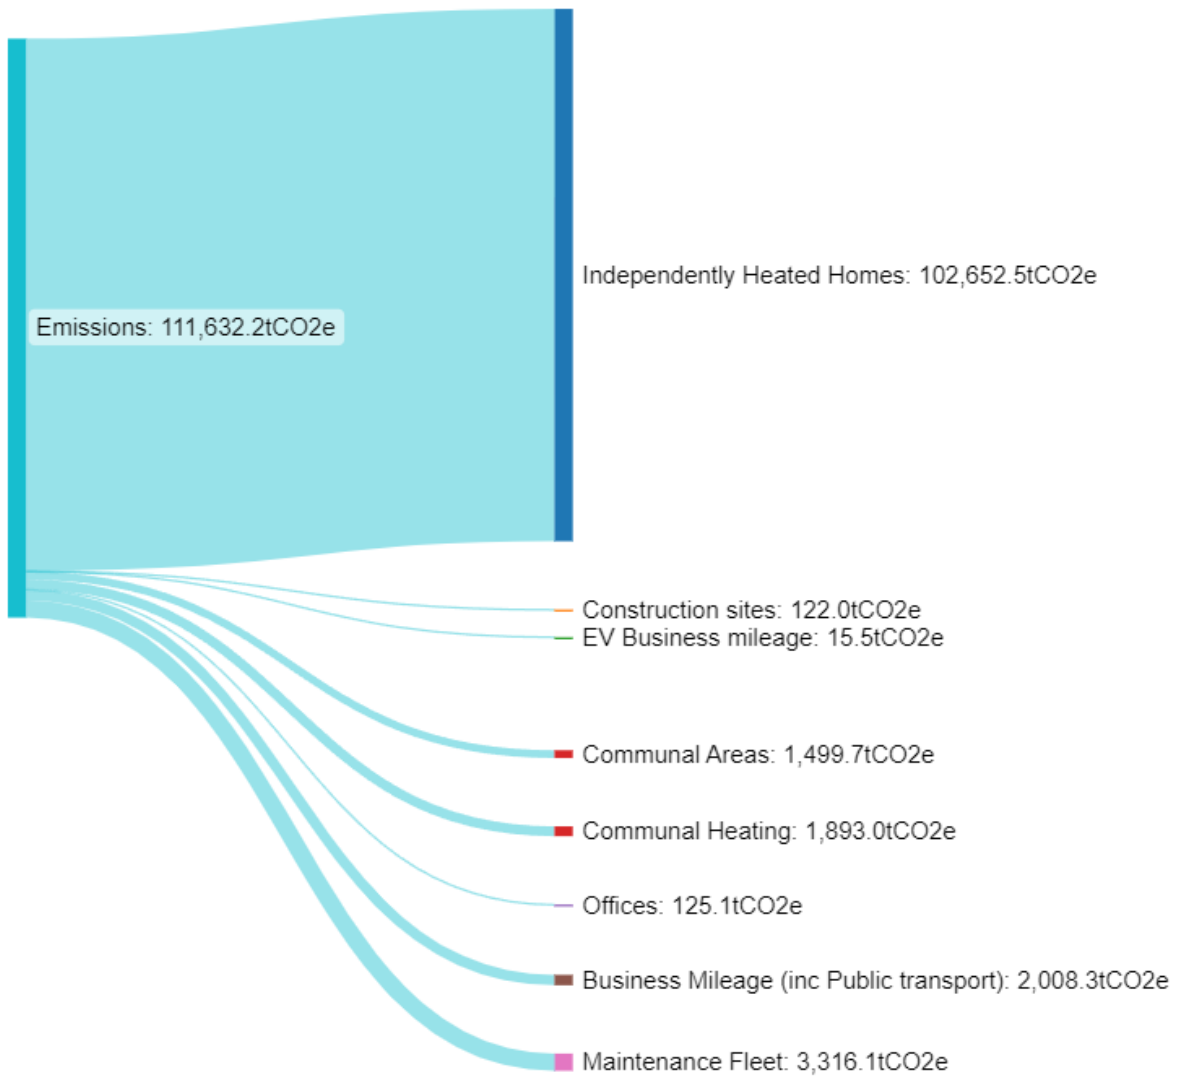 Emissions: 111,632.2tCO2e
Independently Heated Homes: 102,652.5tCO2e
Construction sites: 122.0tCO2e
EV Business mileage: 15.5tCO2e
Communal Areas: 1,499.7tCO2e
Communal Heating: 1,893.0tCO2e
Offices: 125.1tCO2e
Business Mileage (inc Public transport): 2,008.3tCO2e
Maintenance Fleet: 3,316.1tCO2e